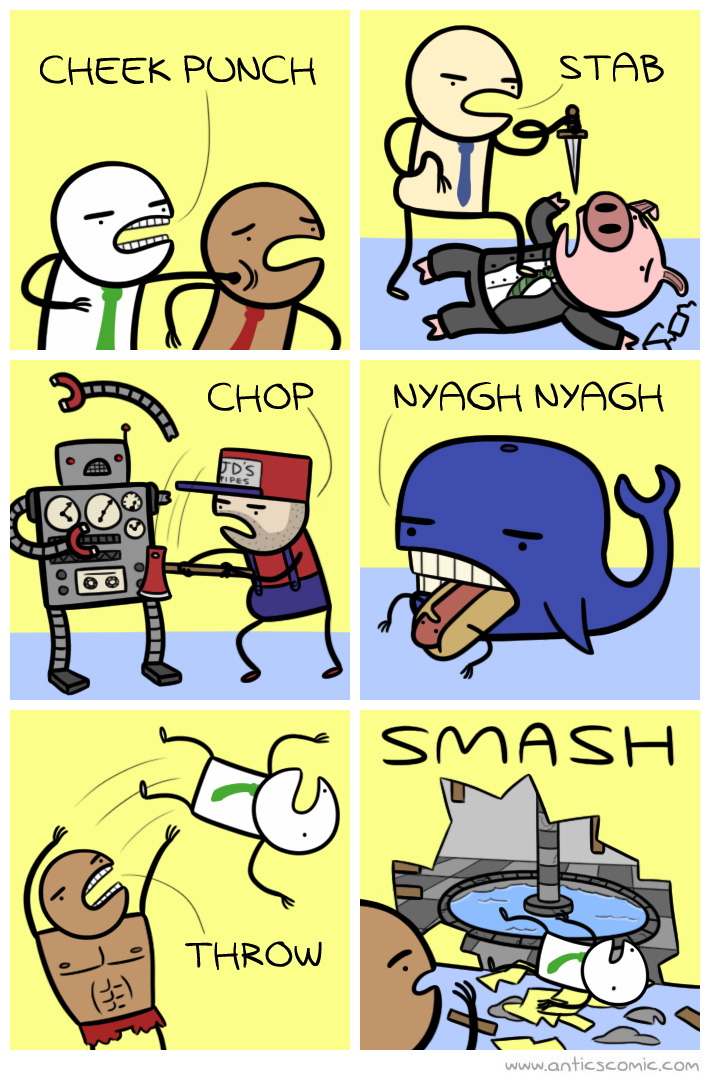 CHEEK PUNCH
STAB
CHOP
JD'S
PIPES
NYAGH NYAGH
THROW
SMASH
www.anticscomic.com